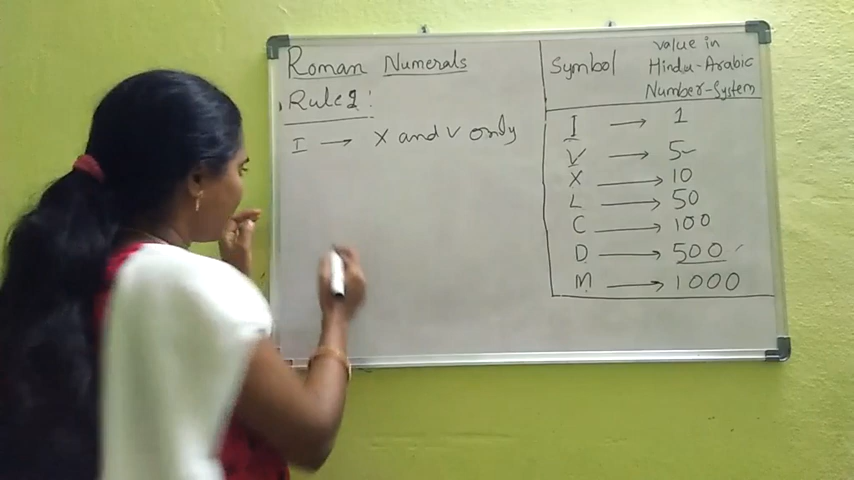 Roman Numerals
Rule 2:
I → X and V only
Symbol
value in
Hindu-Arabic
Number-System
I → 1
V → 5
X → 10
L → 50
C → 100
D → 500
M → 1000